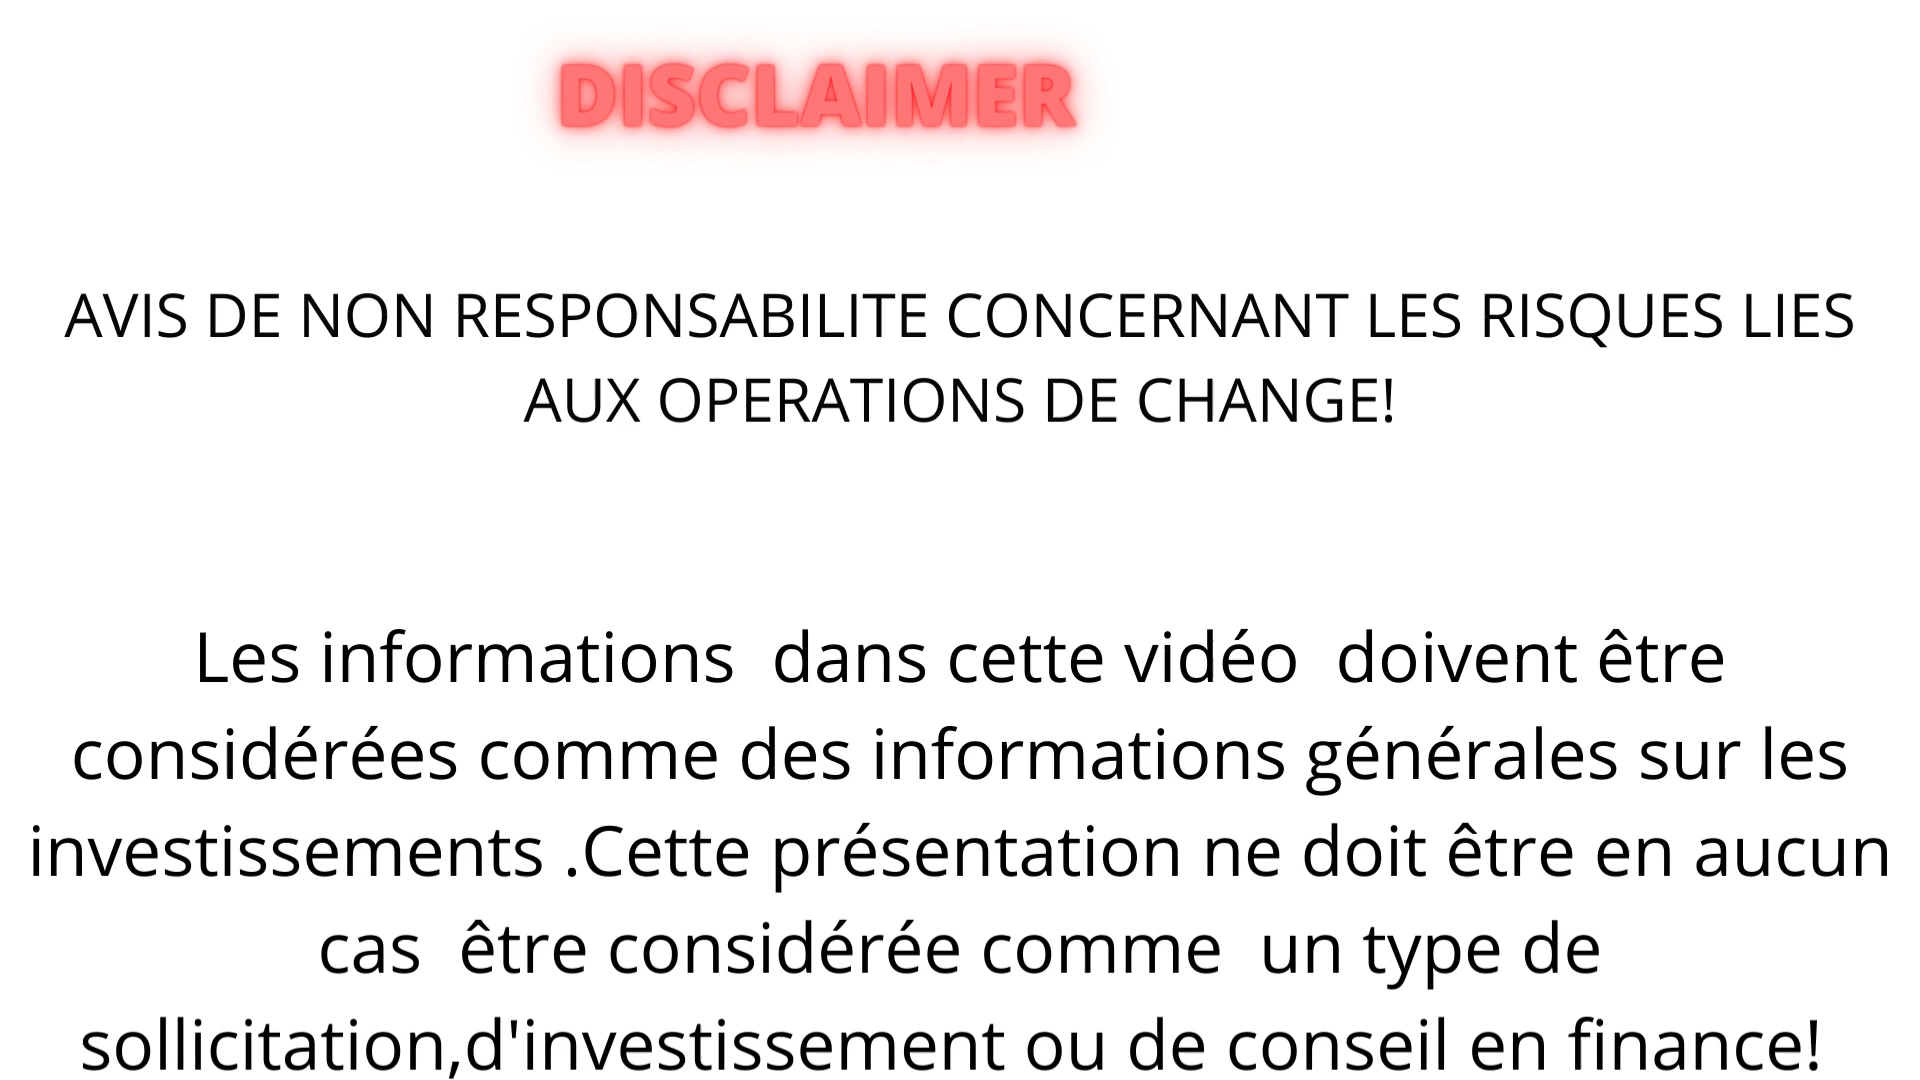 DISCLAIMER
AVIS DE NON RESPONSABILITE CONCERNANT LES RISQUES LIES
AUX OPERATIONS DE CHANGE!
Les informations  dans cette vidéo  doivent être
considérées comme des informations générales sur les
investissements .Cette présentation ne doit être en aucun
cas  être considérée comme  un type de
sollicitation,d'investissement ou de conseil en finance!